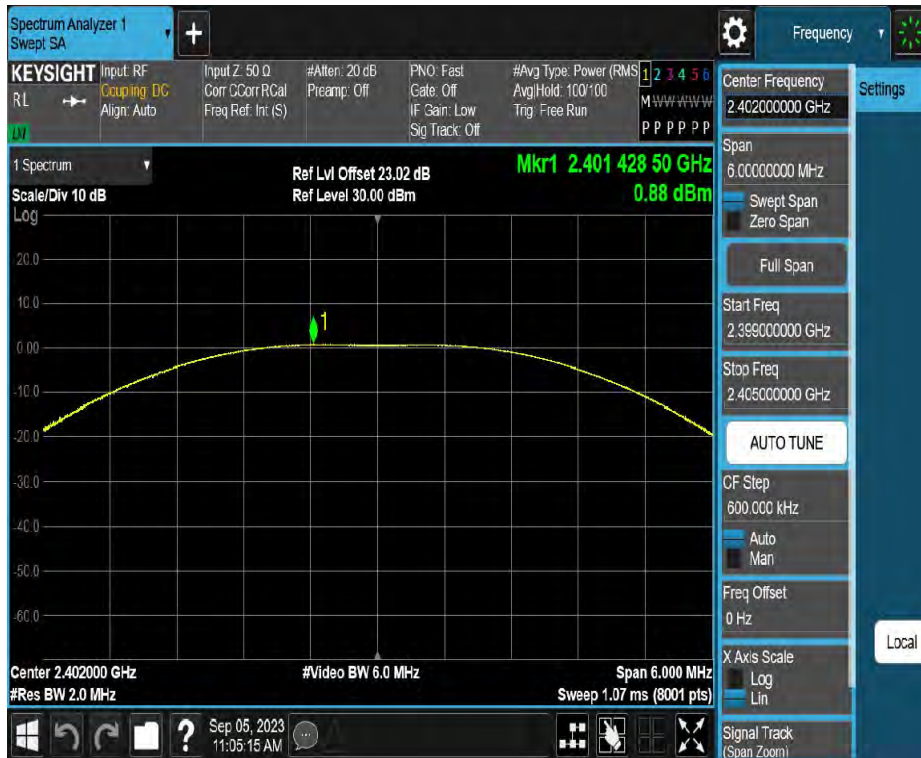 Spectrum Analyzer 1
Swept SA
+
Frequency
KEYSIGHT
RL
Input: RF
Coupling: DC
Align: Auto
Input Z: 50 Ω
Corr CCorr RCal
Freq Ref: Int (S)
#Atten: 20 dB
Preamp: Off
PNO: Fast
Gate: Off
IF Gain: Low
Sig Track: Off
#Avg Type: Power (RMS
Avg|Hold: 100/100
Trig: Free Run
1 2 3 4 5 6
M W W W W W
P P P P P P
1 Spectrum
Scale/Div 10 dB
Log
Ref Lvl Offset 23.02 dB
Ref Level 30.00 dBm
Mkr1 2.401 428 50 GHz
0.88 dBm
20.0
10.0
0.00
-10.0
-20.0
-30.0
-40.0
-50.0
-60.0
1
Center 2.402000 GHz
#Res BW 2.0 MHz
#Video BW 6.0 MHz
Span 6.000 MHz
Sweep 1.07 ms (8001 pts)
?
Sep 05, 2023
11:05:15 AM
Center Frequency
2.402000000 GHz
Settings
Span
6.00000000 MHz
Swept Span
Zero Span
Full Span
Start Freq
2.399000000 GHz
Stop Freq
2.405000000 GHz
AUTO TUNE
CF Step
600.000 kHz
Auto
Man
Freq Offset
0 Hz
X Axis Scale
Log
Lin
Local
Signal Track
(Span Zoom)